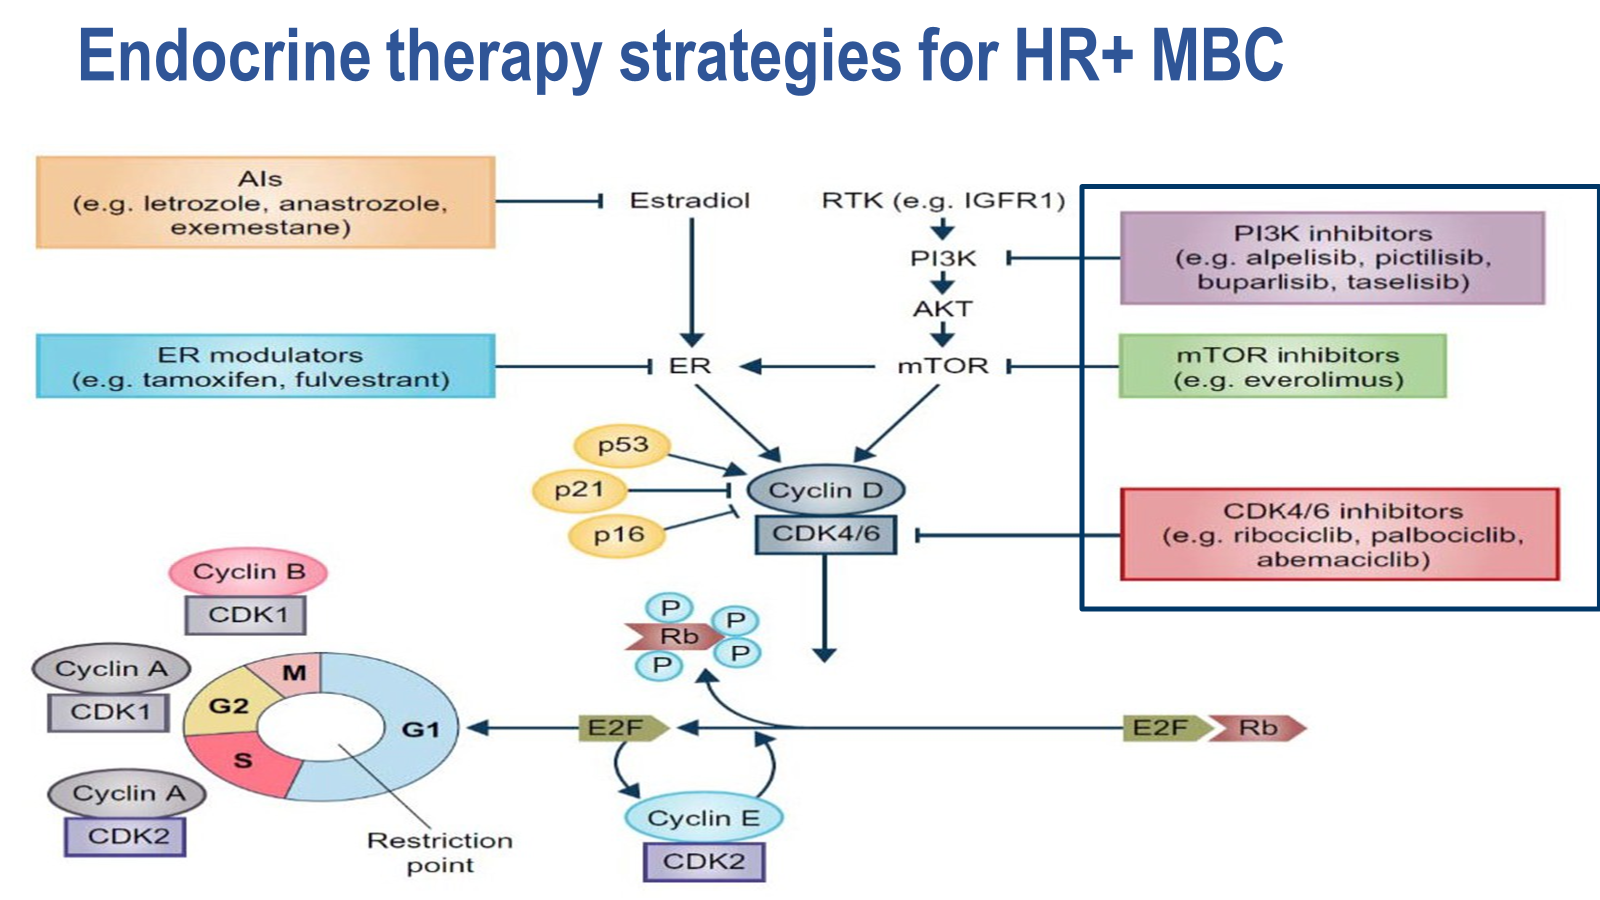 Endocrine therapy strategies for HR+ MBC
AIs
(e.g. letrozole, anastrozole,
exemestane)
Estradiol
RTK (e.g. IGFR1)
PI3K inhibitors
(e.g. alpelisib, pictilisib,
buparlisib, taselisib)
PI3K
AKT
ER modulators
(e.g. tamoxifen, fulvestrant)
ER
mTOR
mTOR inhibitors
(e.g. everolimus)
p53
p21
p16
Cyclin D
CDK4/6
CDK4/6 inhibitors
(e.g. ribociclib, palbociclib,
abemaciclib)
Cyclin B
CDK1
Cyclin A
CDK1
Cyclin A
CDK2
M
G2
G1
S
Restriction
point
P
P
Rb
P
P
E2F
E2F
Rb
Cyclin E
CDK2